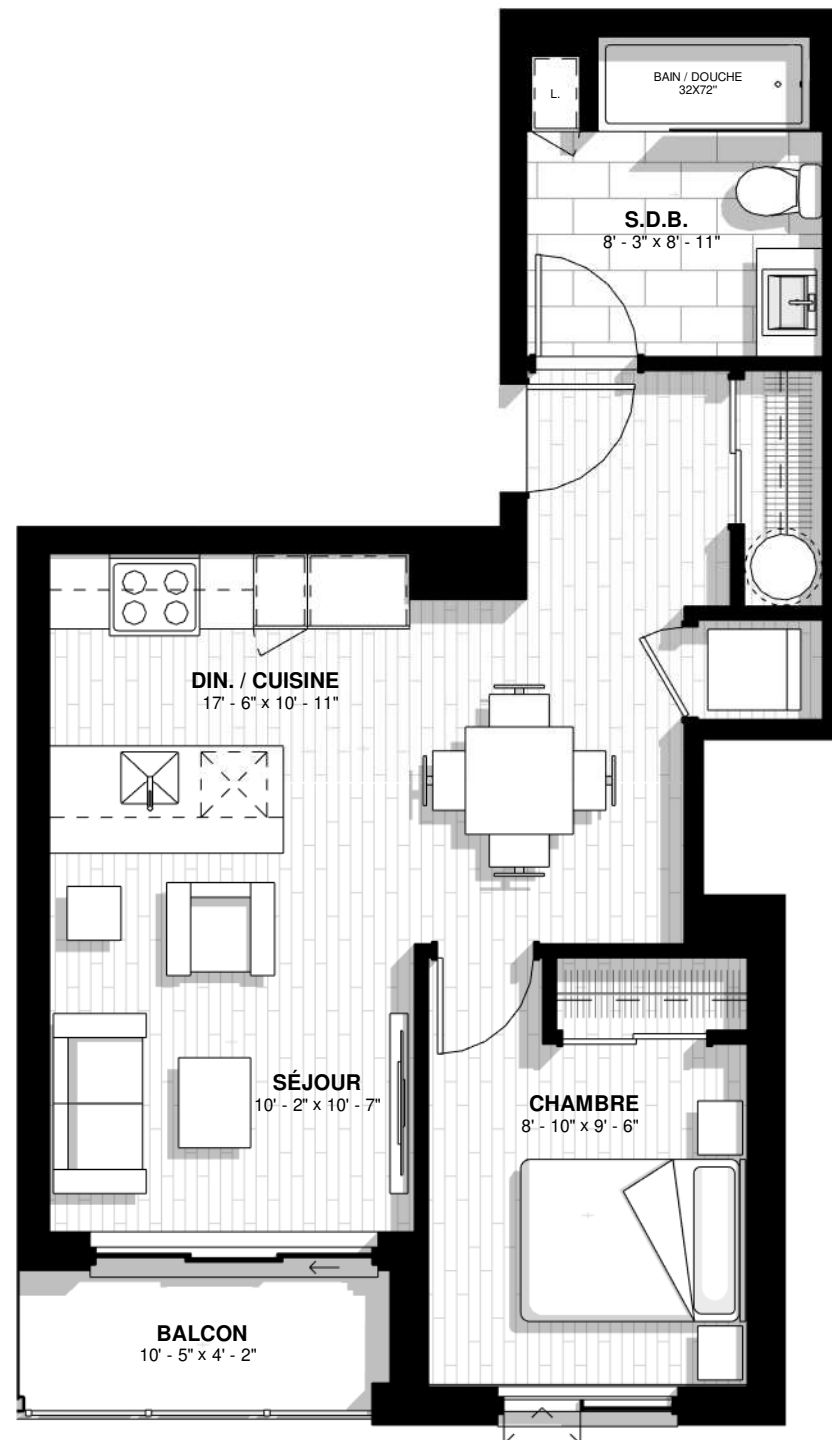 BAIN / DOUCHE
32X72"
L.
S.D.B.
8' - 3" x 8' - 11"
DIN. / CUISINE
17' - 6" x 10' - 11"
SÉJOUR
10' - 2" x 10' - 7"
CHAMBRE
8' - 10" x 9' - 6"
BALCON
10' - 5" x 4' - 2"